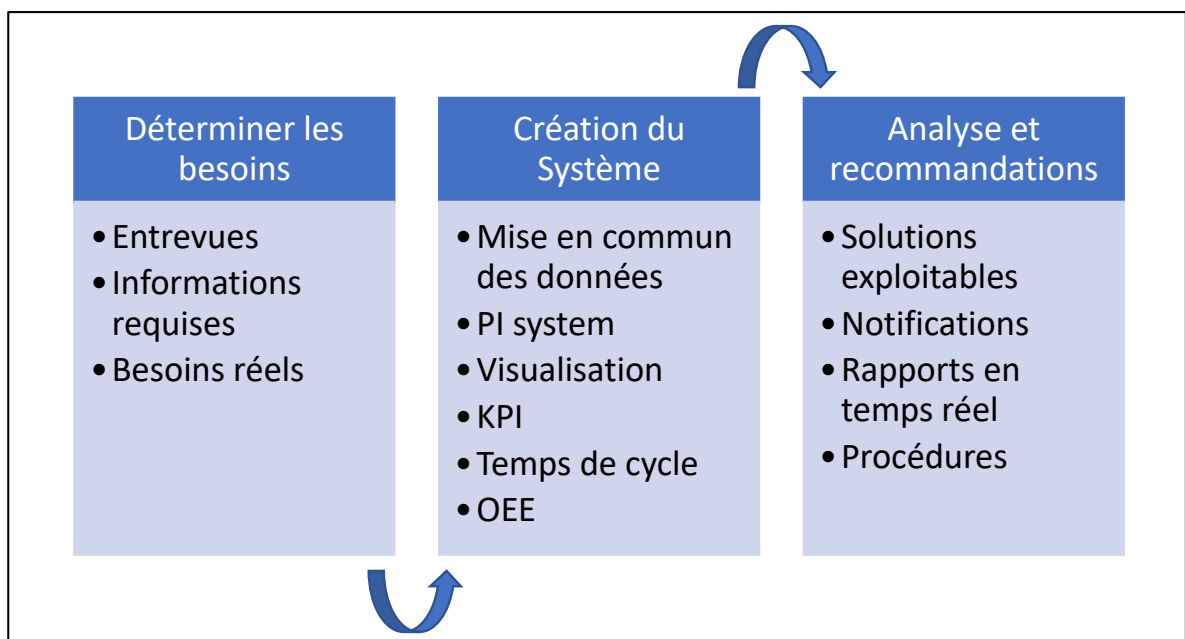 Déterminer les
besoins
• Entrevues
• Informations
requises
• Besoins réels
Création du
Système
• Mise en commun
des données
• PI system
• Visualisation
• KPI
• Temps de cycle
• OEE
Analyse et
recommandations
• Solutions
exploitables
• Notifications
• Rapports en
temps réel
• Procédures